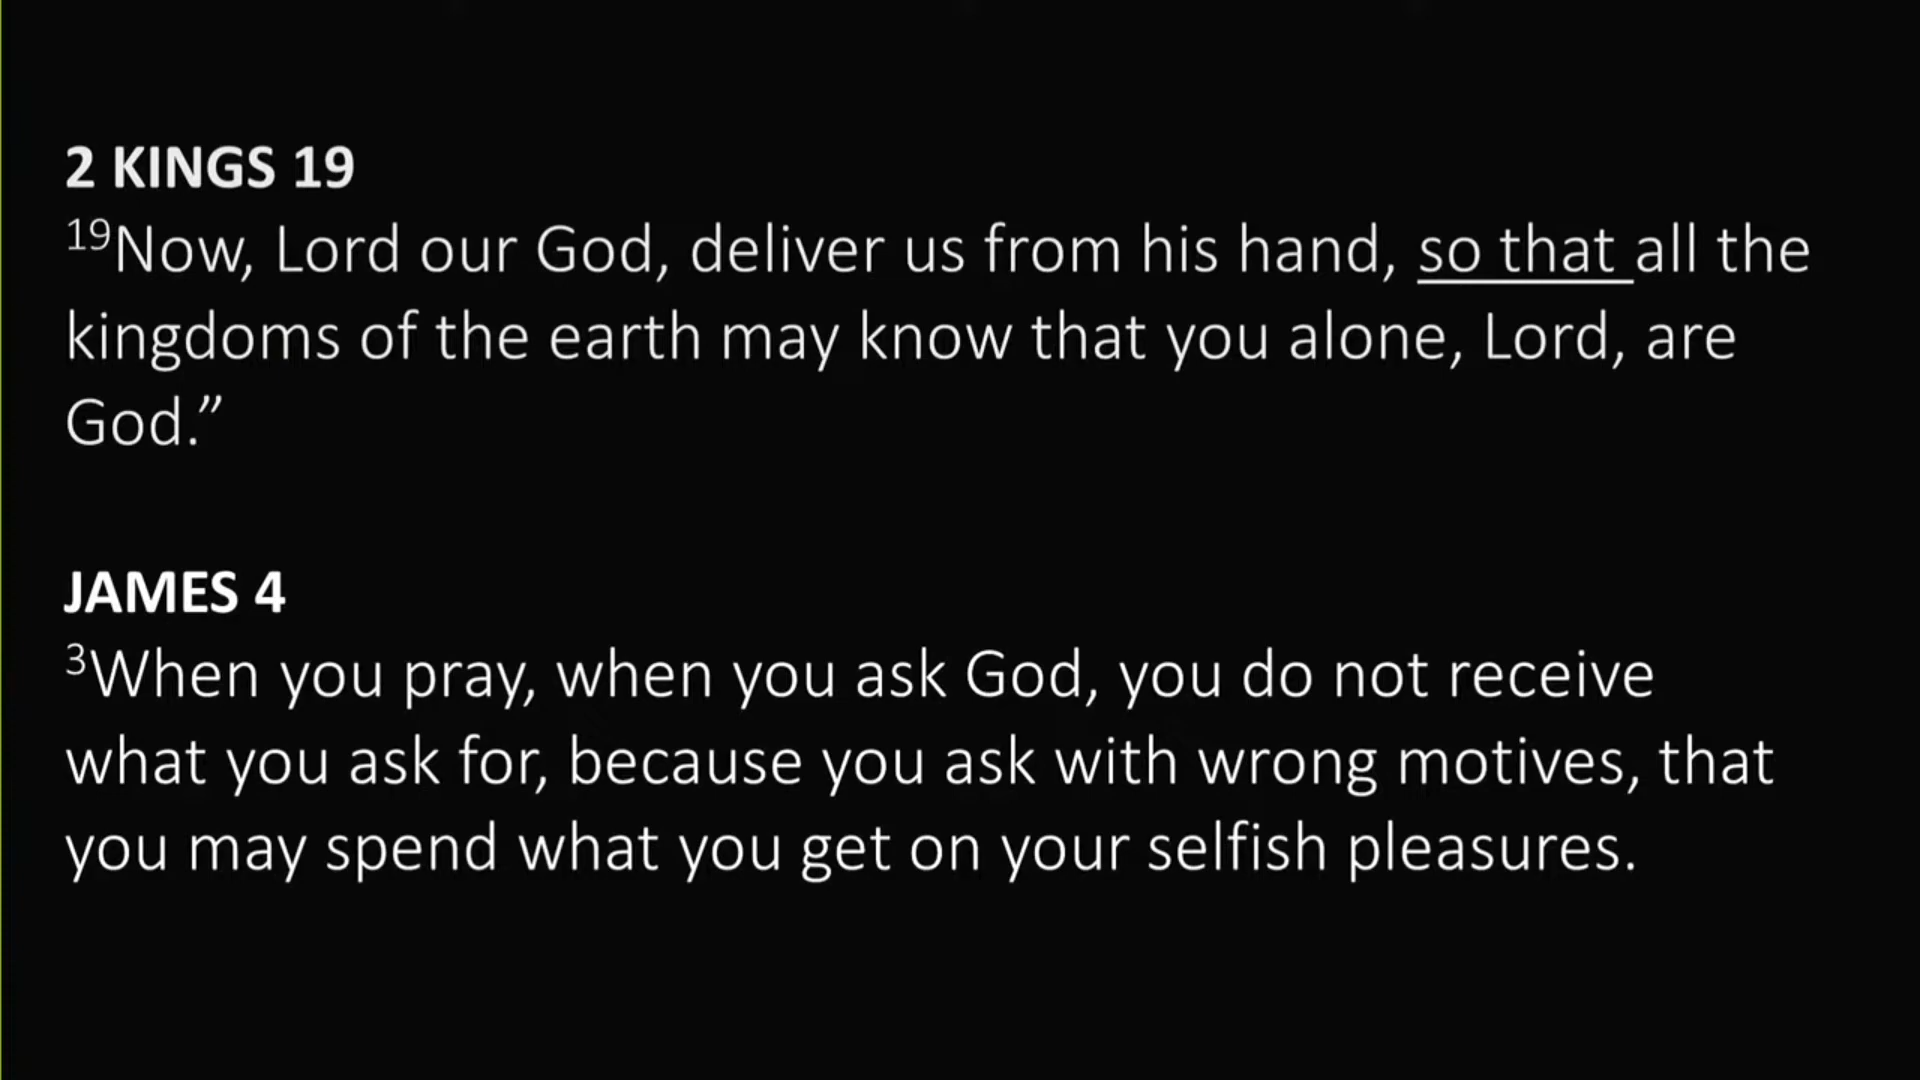 2 KINGS 19
19Now, Lord our God, deliver us from his hand, so that all the
kingdoms of the earth may know that you alone, Lord, are
God.”
JAMES 4
3When you pray, when you ask God, you do not receive
what you ask for, because you ask with wrong motives, that
you may spend what you get on your selfish pleasures.